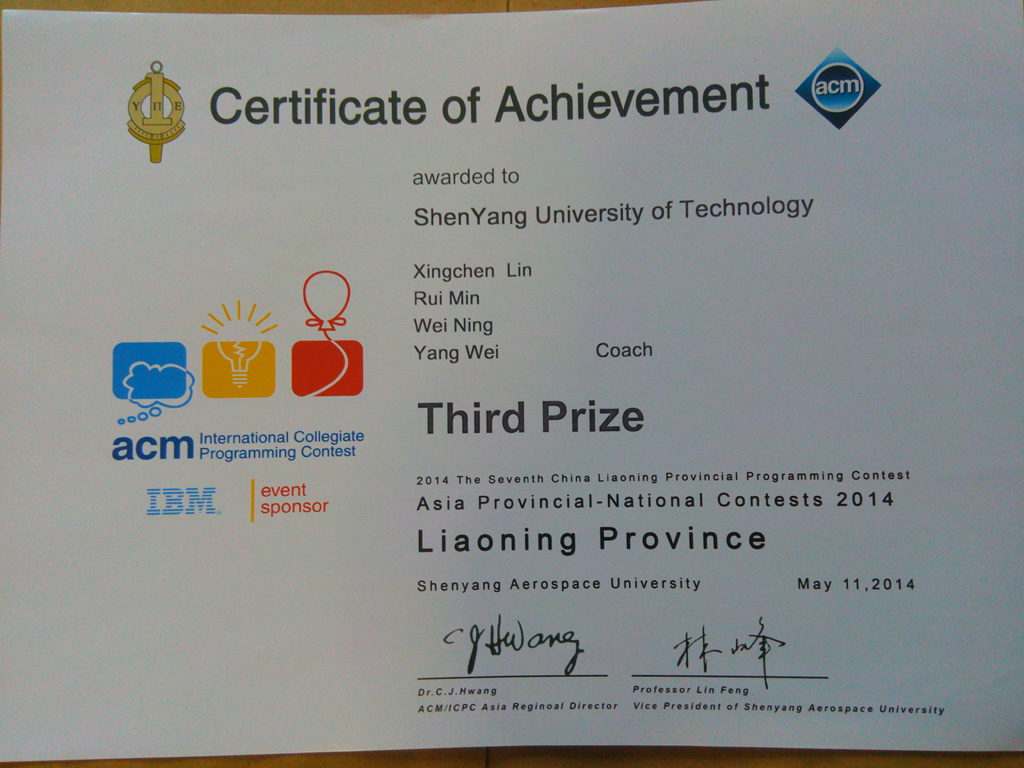 Certificate of Achievement
acm
Υ Π Ε
awarded to
ShenYang University of Technology
Xingchen Lin
Rui Min
Wei Ning
Yang Wei Coach
Third Prize
acm International Collegiate
Programming Contest
IBM event
sponsor
2014 The Seventh China Liaoning Provincial Programming Contest
Asia Provincial-National Contests 2014
Liaoning Province
Shenyang Aerospace University May 11,2014
CJ Hwang 林峰
Dr.C.J.Hwang Professor Lin Feng
ACM/ICPC Asia Reginoal Director Vice President of Shenyang Aerospace University